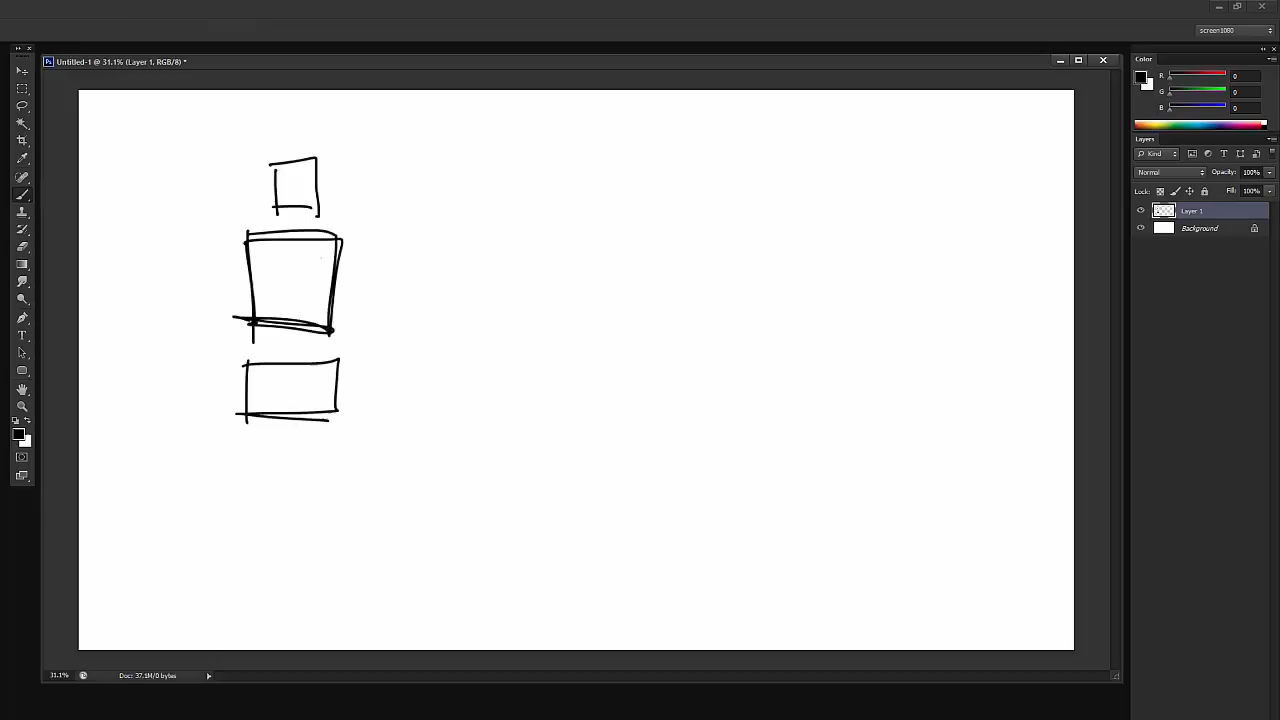 screen1080
Untitled-1 @ 31.1% (Layer 1, RGB/8) *
Color
R 0
G 0
B 0
Layers
Kind
Normal Opacity: 100%
Lock: Fill: 100%
Layer 1
Background
31.1% Doc: 37.1M/0 bytes